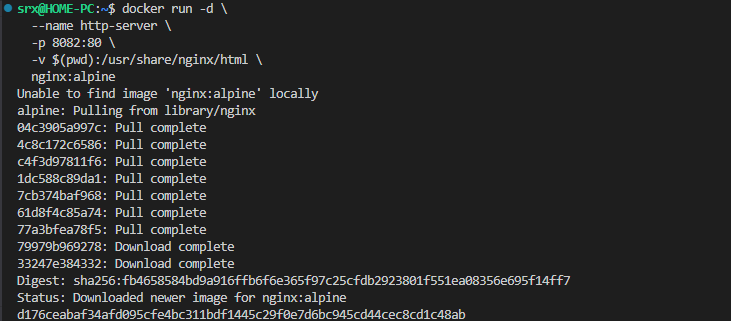 srx@HOME-PC:~$ docker run -d \
--name http-server \
-p 8082:80 \
-v $(pwd):/usr/share/nginx/html \
nginx:alpine
Unable to find image 'nginx:alpine' locally
alpine: Pulling from library/nginx
04c3905a997c: Pull complete
4c8c172c6586: Pull complete
c4f3d97811f6: Pull complete
1dc588c89da1: Pull complete
7cb374baf968: Pull complete
61d8f4c85a74: Pull complete
77a3bfea78f5: Pull complete
79979b969278: Download complete
33247e384332: Download complete
Digest: sha256:fb4658584bd9a916ffb6f6e365f97c25cfdb2923801f551ea08356e695f14ff7
Status: Downloaded newer image for nginx:alpine
d176ceabaf34afd095cfe4bc311bdf1445c29f0e7d6bc945cd44cec8cd1c48ab